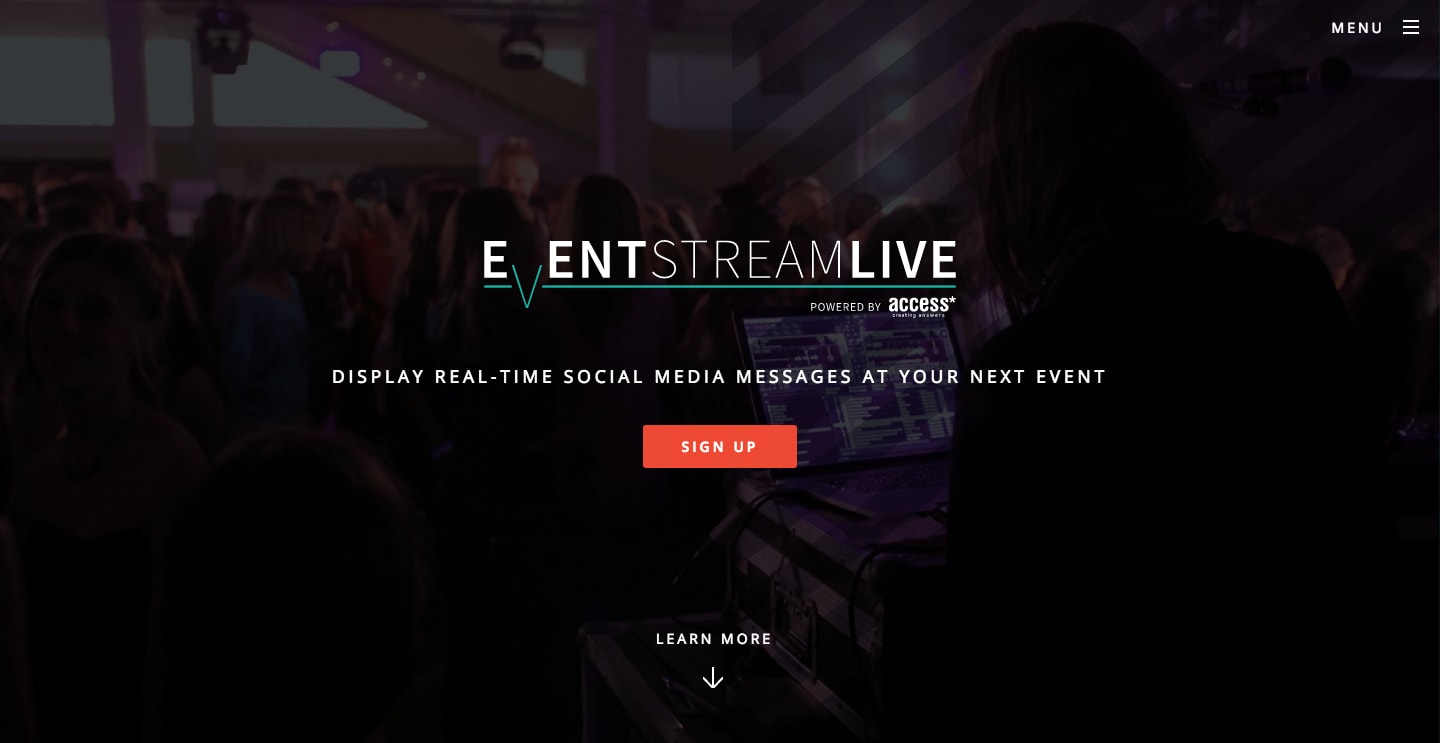 MENU
EVENTSTREAMLIVE
POWERED BY access*
creating answers
DISPLAY REAL-TIME SOCIAL MEDIA MESSAGES AT YOUR NEXT EVENT
SIGN UP
LEARN MORE